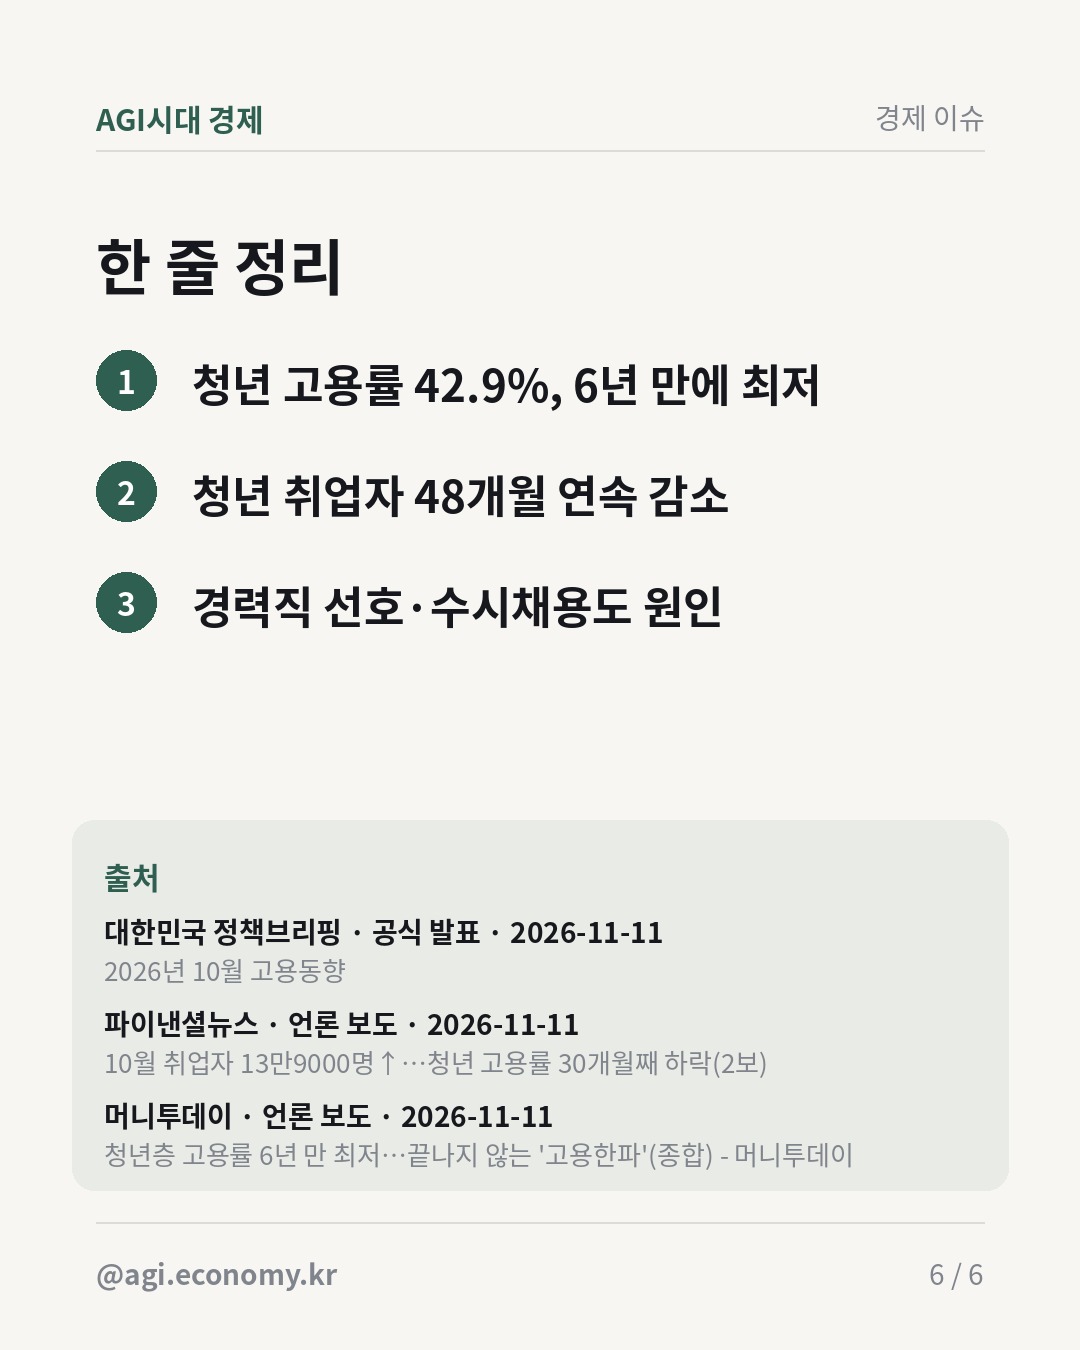 AGI시대 경제
경제 이슈
한 줄 정리
1 청년 고용률 42.9%, 6년 만에 최저
2 청년 취업자 48개월 연속 감소
3 경력직 선호·수시채용도 원인
출처
대한민국 정책브리핑 · 공식 발표 · 2026-11-11
2026년 10월 고용동향
파이낸셜뉴스 · 언론 보도 · 2026-11-11
10월 취업자 13만9000명↑…청년 고용률 30개월째 하락(2보)
머니투데이 · 언론 보도 · 2026-11-11
청년층 고용률 6년 만 최저…끝나지 않는 '고용한파'(종합) - 머니투데이
@agi.economy.kr
6 / 6